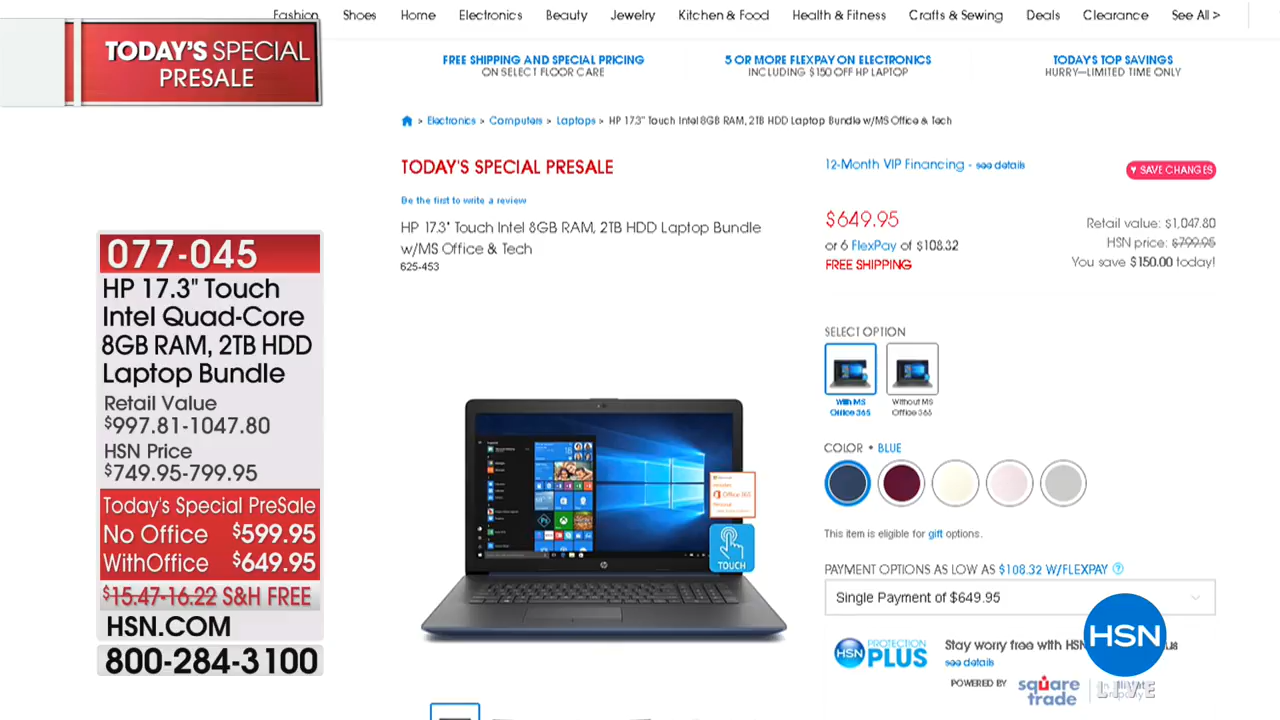 Fashion Shoes Home Electronics Beauty Jewelry Kitchen & Food Health & Fitness Crafts & Sewing Deals Clearance See All >
TODAY'S SPECIAL
PRESALE
FREE SHIPPING AND SPECIAL PRICING
ON SELECT FLOOR CARE
5 OR MORE FLEXPAY ON ELECTRONICS
INCLUDING $150 OFF HP LAPTOP
TODAY'S TOP SAVINGS
HURRY—LIMITED TIME ONLY
> Electronics > Computers > Laptops > HP 17.3" Touch Intel 8GB RAM, 2TB HDD Laptop Bundle w/MS Office & Tech
TODAY'S SPECIAL PRESALE
Be the first to write a review
HP 17.3" Touch Intel 8GB RAM, 2TB HDD Laptop Bundle
w/MS Office & Tech
625-453
12-Month VIP Financing - see details
SAVE CHANGES
$649.95
or 6 FlexPay of $108.32
FREE SHIPPING
Retail value: $1,047.80
HSN price: $799.95
You save $150.00 today!
077-045
HP 17.3" Touch
Intel Quad-Core
8GB RAM, 2TB HDD
Laptop Bundle
Retail Value
$997.81-1047.80
HSN Price
$749.95-799.95
Today's Special PreSale
No Office $599.95
WithOffice $649.95
$15.47-16.22 S&H FREE
HSN.COM
800-284-3100
Office 365
TOUCH
hp
SELECT OPTION
With MS
Office 365
Without MS
Office 365
COLOR • BLUE
This item is eligible for gift options.
PAYMENT OPTIONS AS LOW AS $108.32 W/FLEXPAY ?
Single Payment of $649.95
HSN PROTECTION
PLUS
Stay worry free with
see details
POWERED BY
square
trade
HSN
LIVE